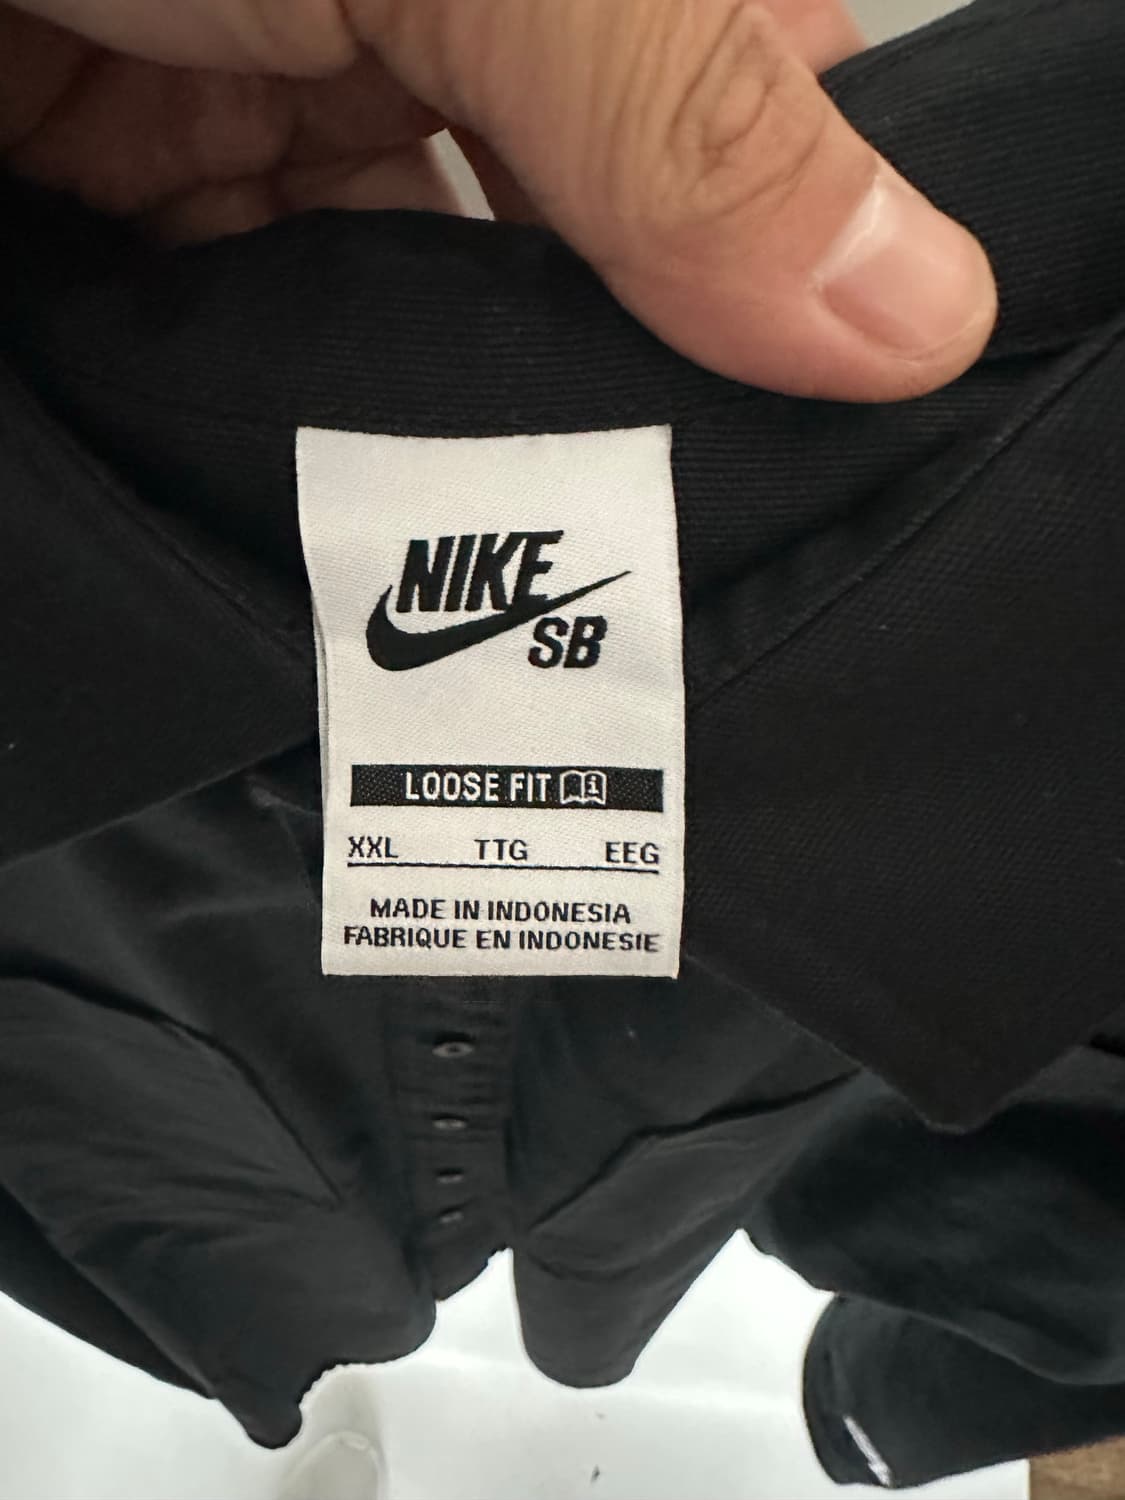 NIKE
SB
LOOSE FIT
XXL TTG EEG
MADE IN INDONESIA
FABRIQUE EN INDONESIE